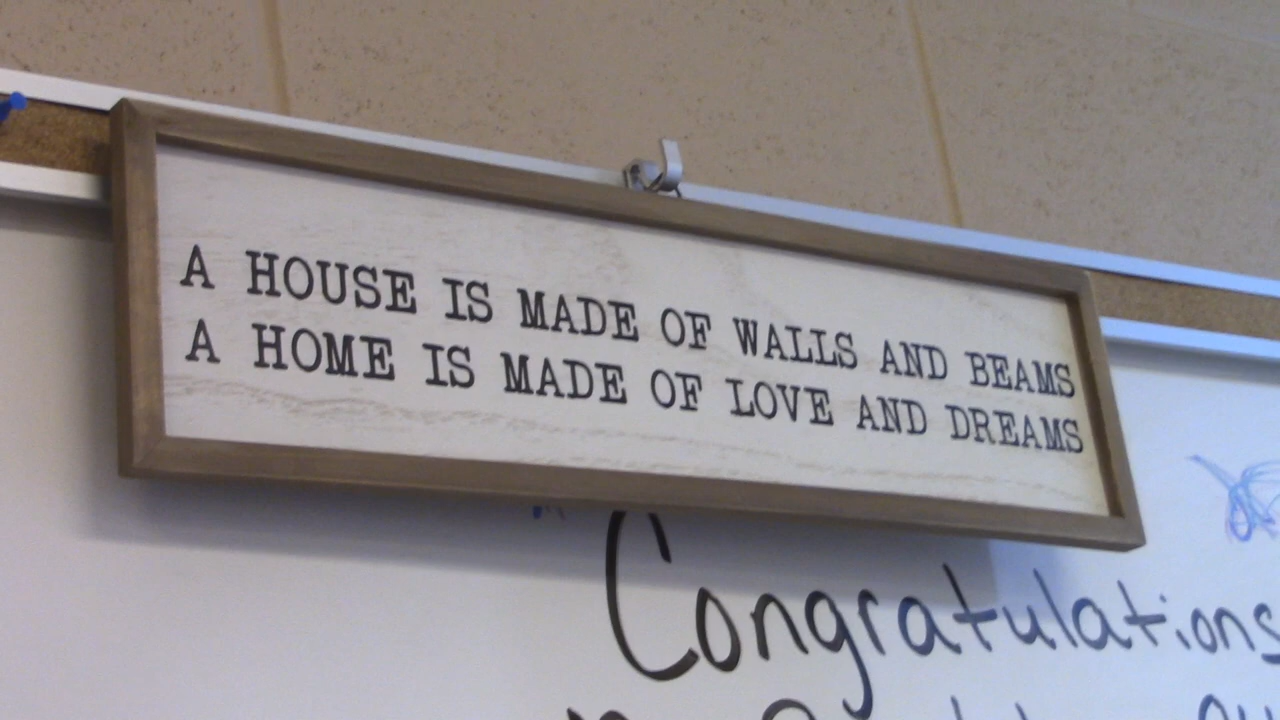 A HOUSE IS MADE OF WALLS AND BEAMS
A HOME IS MADE OF LOVE AND DREAMS
Congratulations